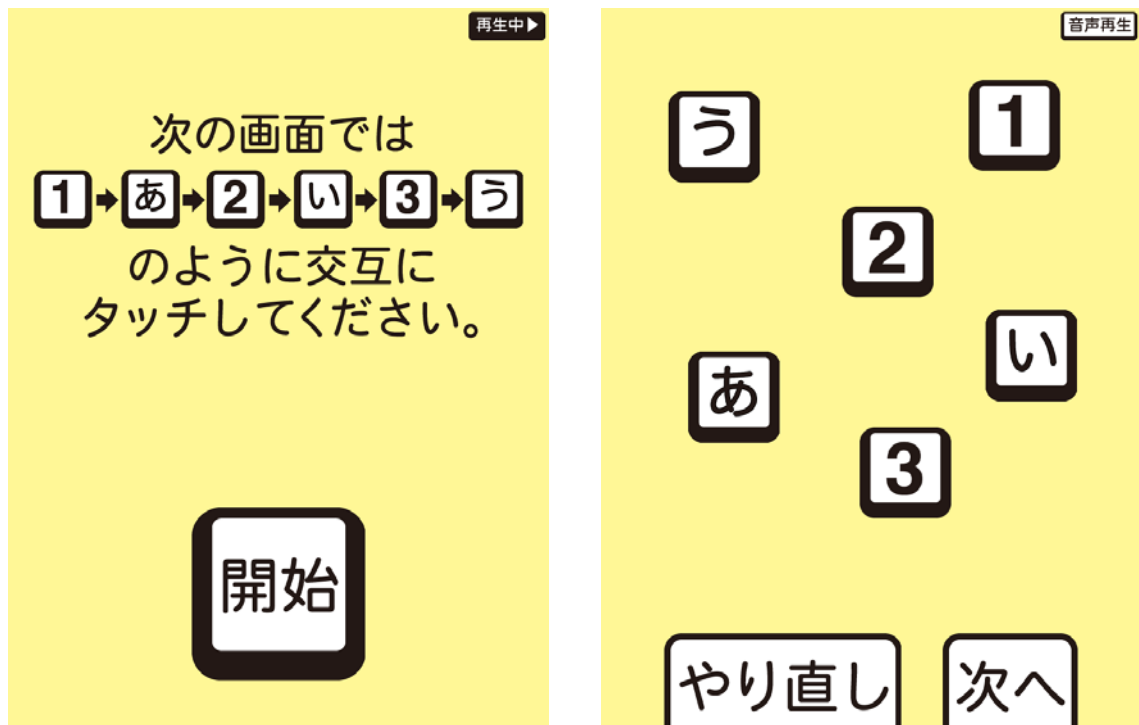 再生中▶
次の画面では
1➡あ➡2➡い➡3➡う
のように交互に
タッチしてください。
開始
音声再生
う
1
2
い
あ
3
やり直し
次へ